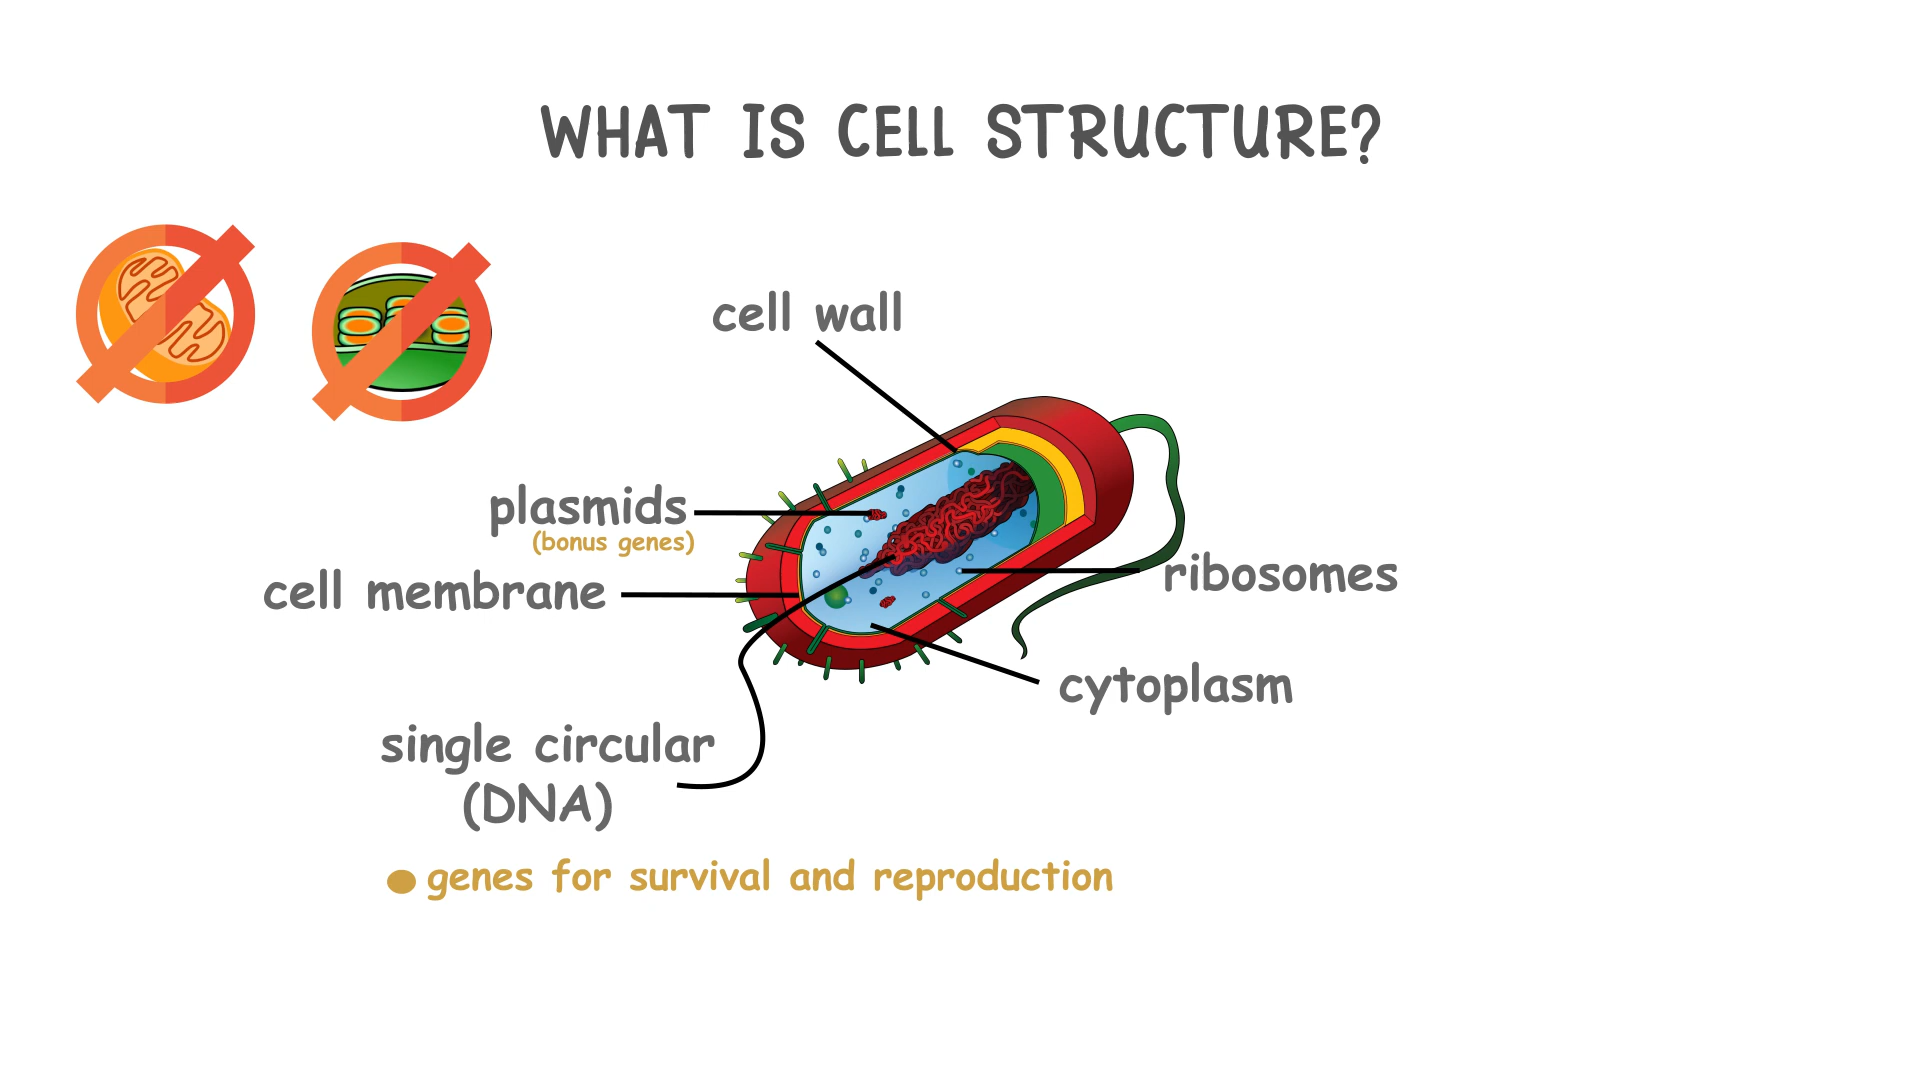 WHAT IS CELL STRUCTURE?
cell wall
plasmids
(bonus genes)
cell membrane
ribosomes
cytoplasm
single circular
(DNA)
genes for survival and reproduction